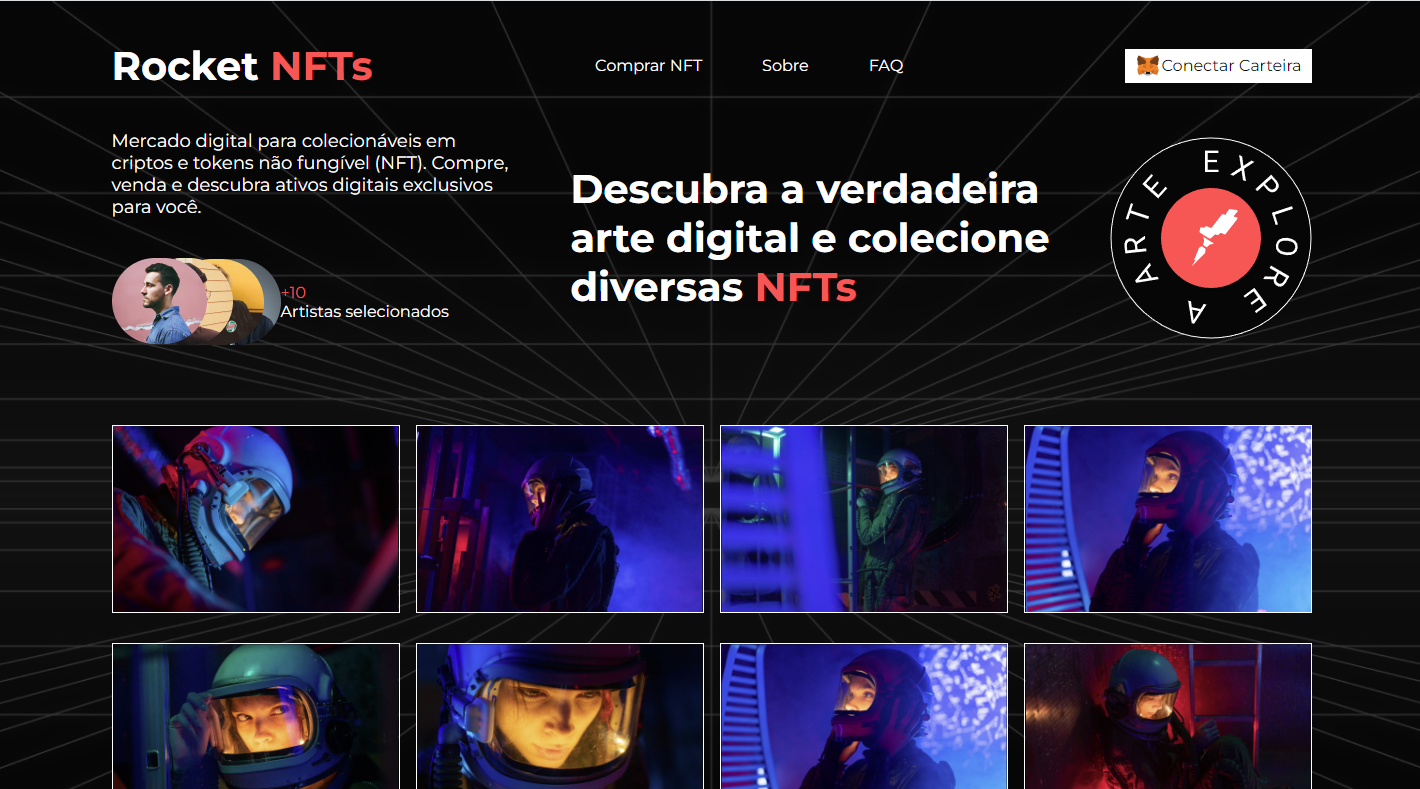 Rocket NFTs
Comprar NFT
Sobre
FAQ
Conectar Carteira
Mercado digital para colecionáveis em
criptos e tokens não fungível (NFT). Compre,
venda e descubra ativos digitais exclusivos
para você.
+10
Artistas selecionados
Descubra a verdadeira
arte digital e colecione
diversas NFTs
EXPLORE A ARTE